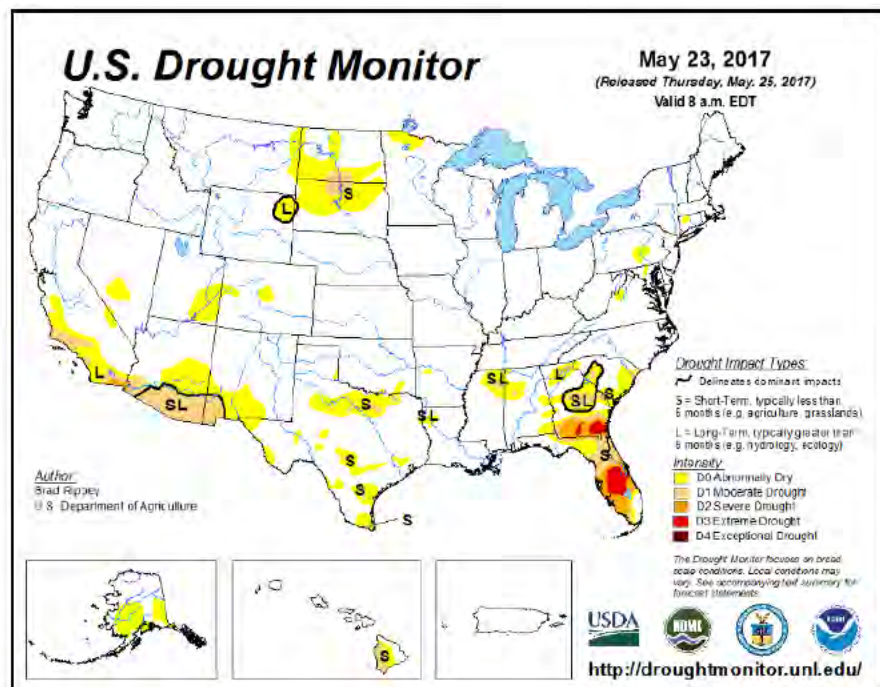 U.S. Drought Monitor
May 23, 2017
(Released Thursday, May. 25, 2017)
Valid 8 a.m. EDT
S
L
L
SL
S
SL
S
S
S
SL
L
S
SL
S
S
Drought Impact Types:
Delineates dominant impacts
S = Short-Term, typically less than
6 months (e.g. agriculture, grasslands)
L = Long-Term, typically greater than
6 months (e.g. hydrology, ecology)
Intensity
D0 Abnormally Dry
D1 Moderate Drought
D2 Severe Drought
D3 Extreme Drought
D4 Exceptional Drought
Author
Brad Rippey
U.S. Department of Agriculture
The Drought Monitor focuses on broad
scale conditions. Local conditions may
vary. See accompanying text summary for
forecast statements.
S
USDA
NDMC
http://droughtmonitor.unl.edu/